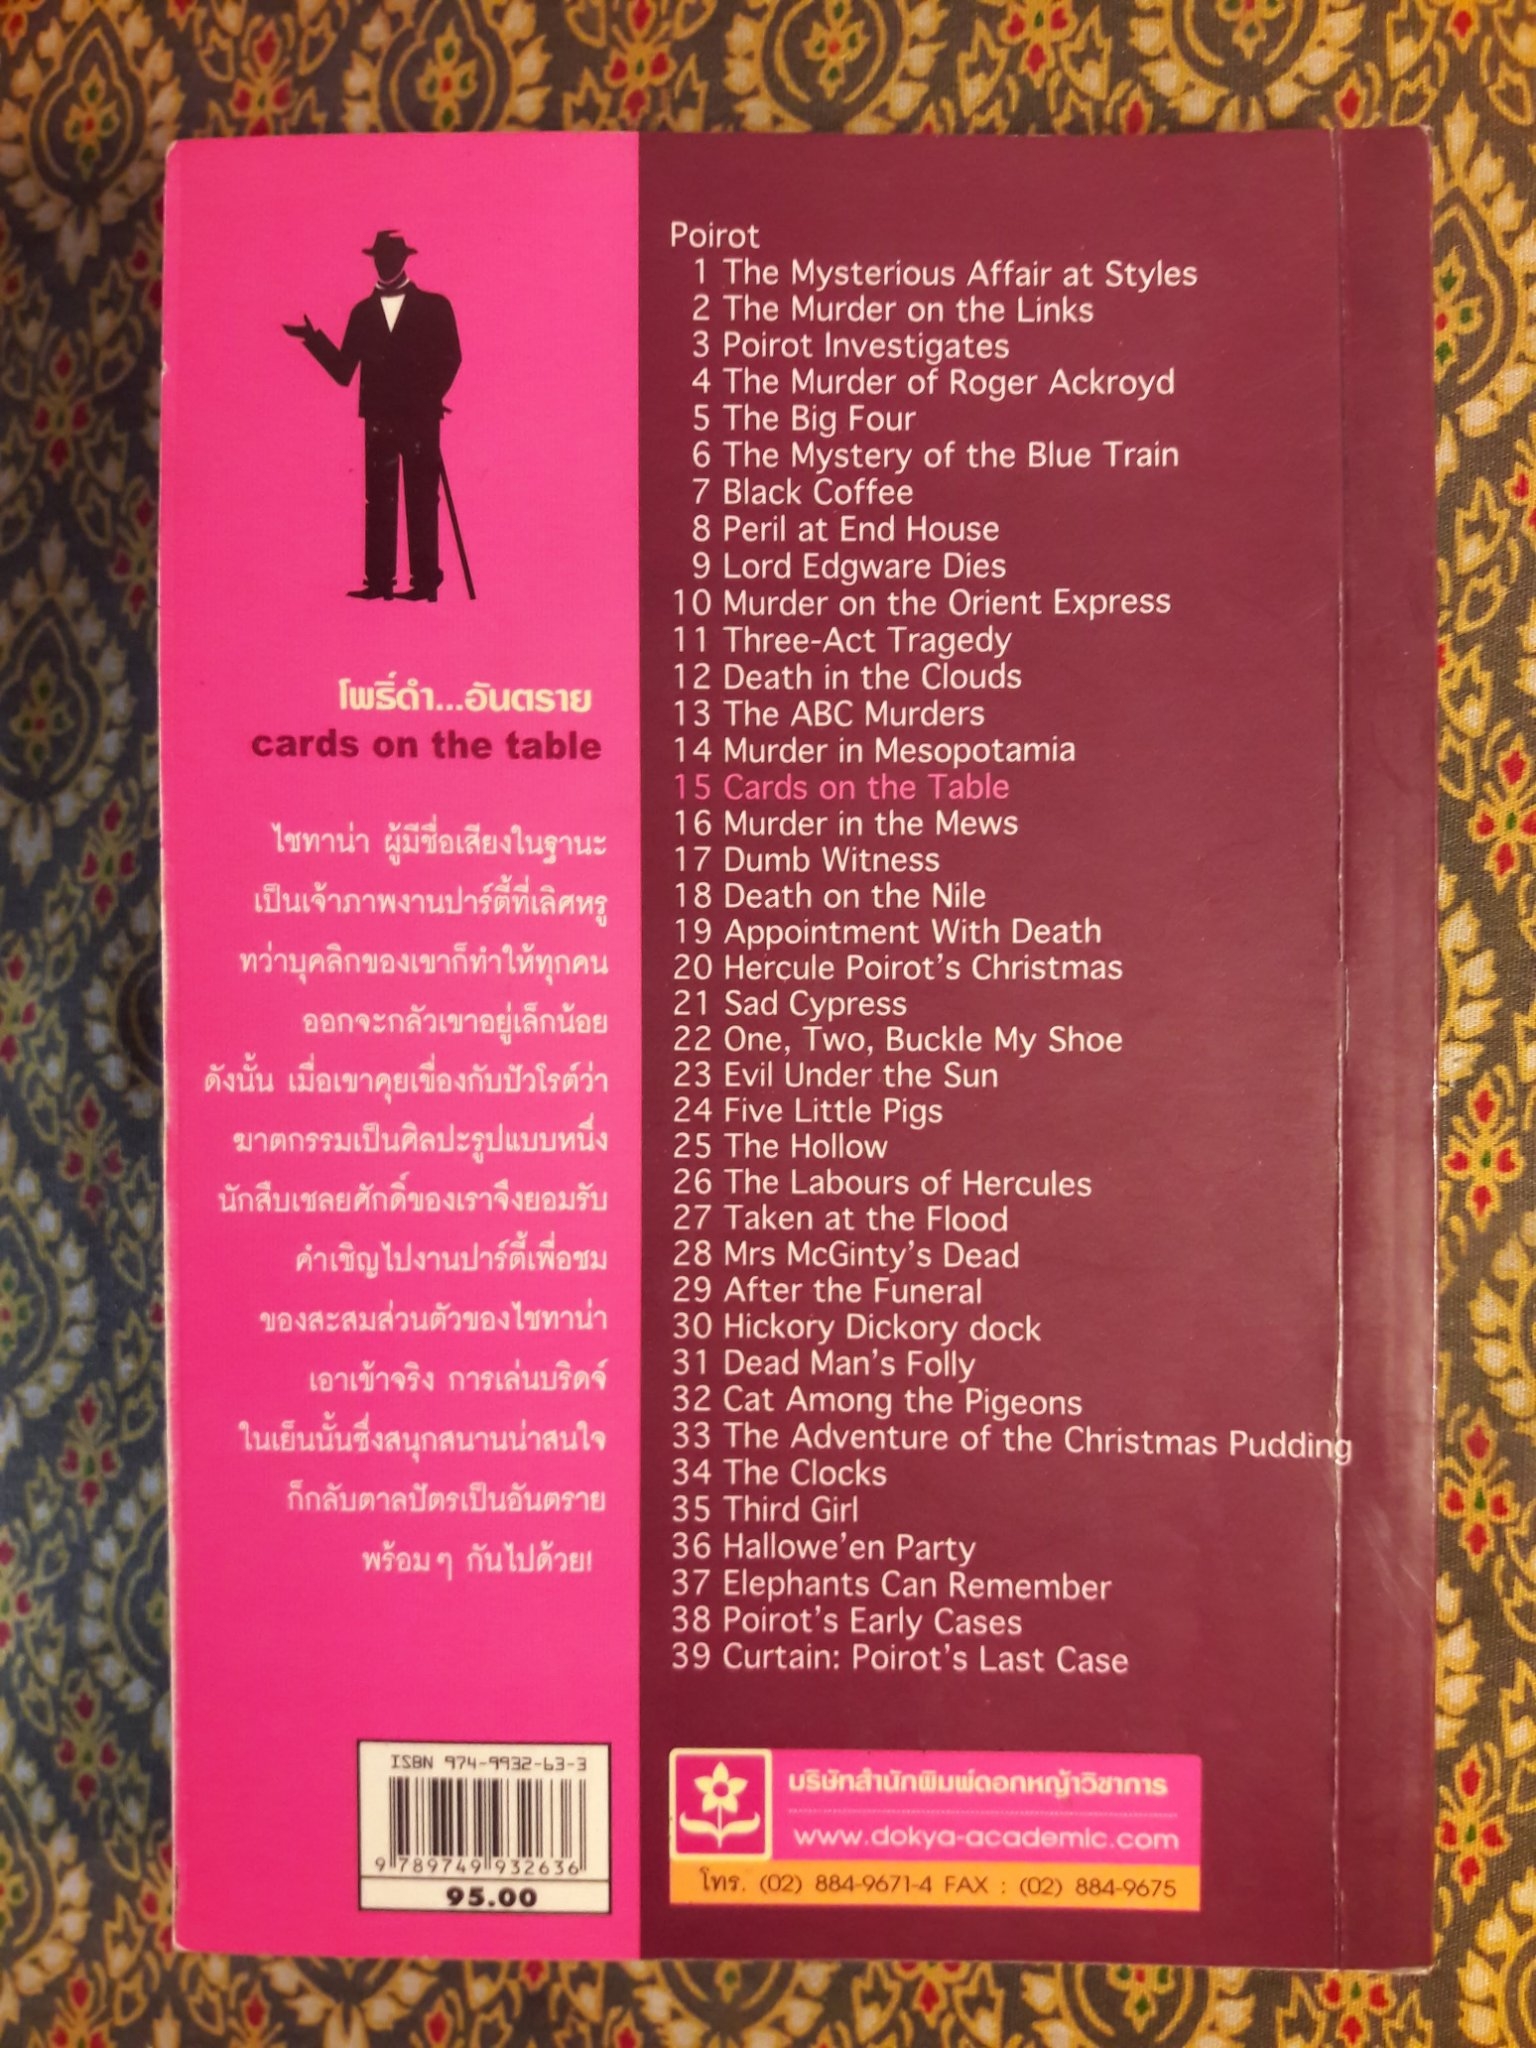 โพธิ์ดำ...อันตราย
cards on the table
ไชทาน่า ผู้มีชื่อเสียงในฐานะ
เป็นเจ้าภาพงานปาร์ตี้ที่เลิศหรู
ทว่าบุคลิกของเขาก็ทำให้ทุกคน
ออกจะกลัวเขาอยู่เล็กน้อย
ดังนั้น เมื่อเขาคุยเขื่องกับปัวโรต์ว่า
ฆาตกรรมเป็นศิลปะรูปแบบหนึ่ง
นักสืบเชลยศักดิ์ของเราจึงยอมรับ
คำเชิญไปงานปาร์ตี้เพื่อชม
ของสะสมส่วนตัวของไชทาน่า
เอาเข้าจริง การเล่นบริดจ์
ในเย็นนั้นซึ่งสนุกสนานน่าสนใจ
ก็กลับตาลปัตรเป็นอันตราย
พร้อมๆ กันไปด้วย!
ISBN 974-9932-63-3
9 789749 932636
95.00
Poirot
1 The Mysterious Affair at Styles
2 The Murder on the Links
3 Poirot Investigates
4 The Murder of Roger Ackroyd
5 The Big Four
6 The Mystery of the Blue Train
7 Black Coffee
8 Peril at End House
9 Lord Edgware Dies
10 Murder on the Orient Express
11 Three-Act Tragedy
12 Death in the Clouds
13 The ABC Murders
14 Murder in Mesopotamia
15 Cards on the Table
16 Murder in the Mews
17 Dumb Witness
18 Death on the Nile
19 Appointment With Death
20 Hercule Poirot's Christmas
21 Sad Cypress
22 One, Two, Buckle My Shoe
23 Evil Under the Sun
24 Five Little Pigs
25 The Hollow
26 The Labours of Hercules
27 Taken at the Flood
28 Mrs McGinty's Dead
29 After the Funeral
30 Hickory Dickory dock
31 Dead Man's Folly
32 Cat Among the Pigeons
33 The Adventure of the Christmas Pudding
34 The Clocks
35 Third Girl
36 Hallowe'en Party
37 Elephants Can Remember
38 Poirot's Early Cases
39 Curtain: Poirot's Last Case
บริษัทสำนักพิมพ์ดอกหญ้าวิชาการ
www.dokya-academic.com
โทร. (02) 884-9671-4 FAX : (02) 884-9675